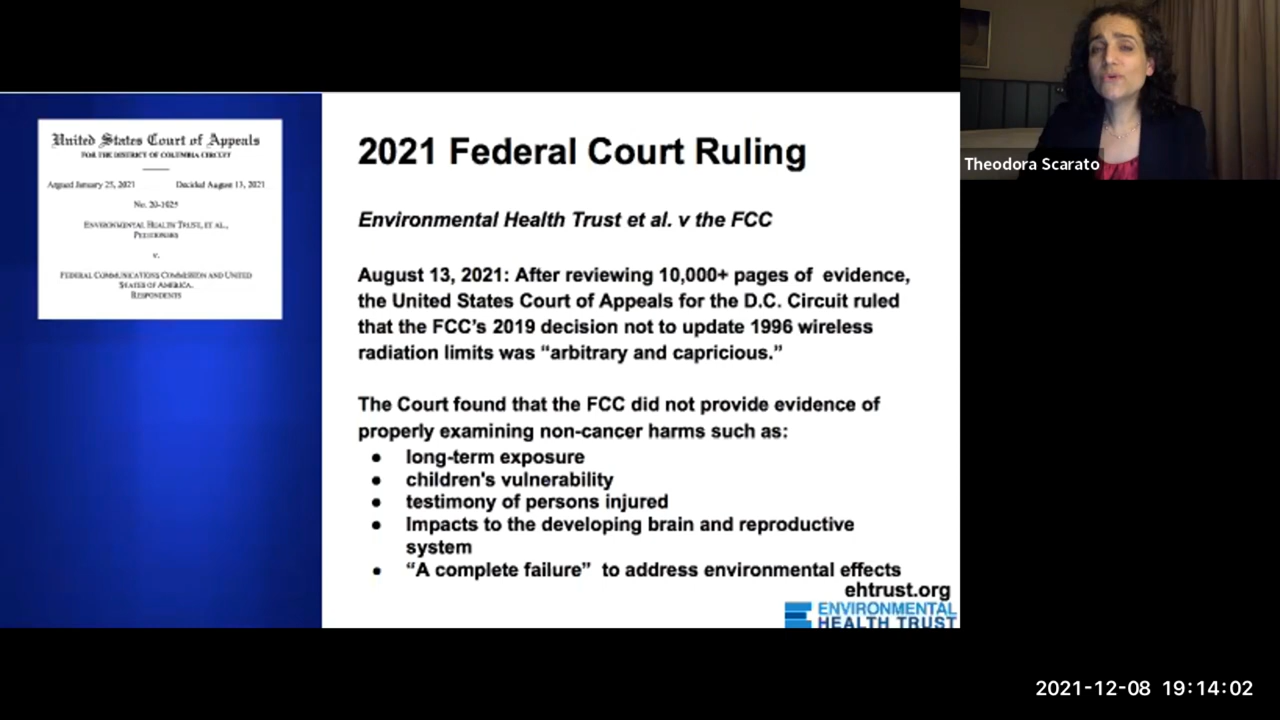 United States Court of Appeals
FOR THE DISTRICT OF COLUMBIA CIRCUIT
Argued January 25, 2021 Decided August 13, 2021
No. 20-1025
ENVIRONMENTAL HEALTH TRUST, ET AL.,
PETITIONERS
v.
FEDERAL COMMUNICATIONS COMMISSION AND UNITED
STATES OF AMERICA,
RESPONDENTS
2021 Federal Court Ruling
Environmental Health Trust et al. v the FCC
August 13, 2021: After reviewing 10,000+ pages of evidence,
the United States Court of Appeals for the D.C. Circuit ruled
that the FCC’s 2019 decision not to update 1996 wireless
radiation limits was “arbitrary and capricious.”
The Court found that the FCC did not provide evidence of
properly examining non-cancer harms such as:
● long-term exposure
● children's vulnerability
● testimony of persons injured
● Impacts to the developing brain and reproductive
system
● “A complete failure” to address environmental effects
ehtrust.org
ENVIRONMENTAL
HEALTH TRUST
Theodora Scarato
2021-12-08 19:14:02